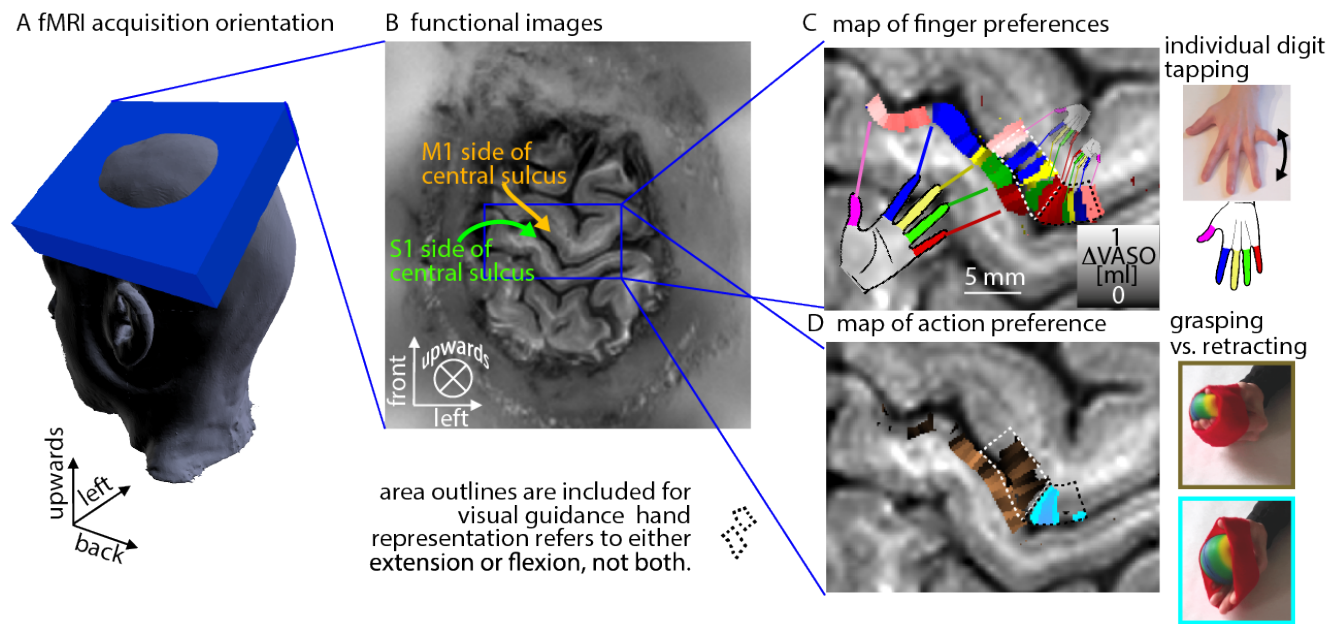 A fMRI acquisition orientation
upwards
left
back
B functional images
M1 side of
central sulcus
S1 side of
central sulcus
upwards
front
left
area outlines are included for
visual guidance hand
representation refers to either
extension or flexion, not both.
C map of finger preferences
5 mm
1
ΔVASO
[ml]
0
individual digit
tapping
D map of action preference
grasping
vs. retracting